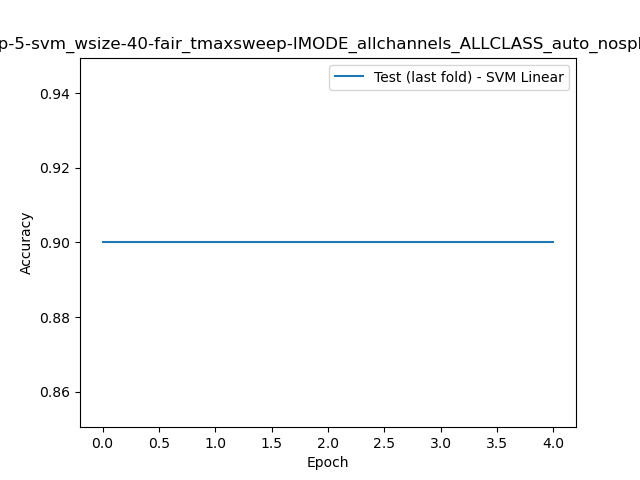 p-5-svm_wsize-40-fair_tmaxsweep-IMODE_allchannels_ALLCLASS_auto_nospl
Test (last fold) - SVM Linear
0.94
0.92
0.90
0.88
0.86
Accuracy
0.0 0.5 1.0 1.5 2.0 2.5 3.0 3.5 4.0
Epoch